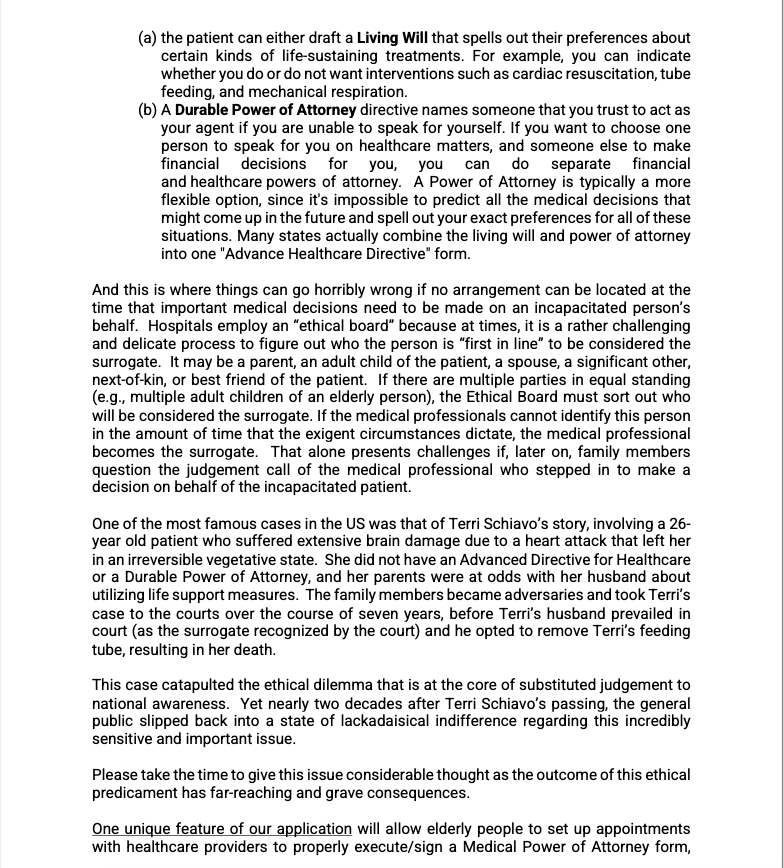 (a) the patient can either draft a Living Will that spells out their preferences about
certain kinds of life-sustaining treatments. For example, you can indicate
whether you do or do not want interventions such as cardiac resuscitation, tube
feeding, and mechanical respiration.
(b) A Durable Power of Attorney directive names someone that you trust to act as
your agent if you are unable to speak for yourself. If you want to choose one
person to speak for you on healthcare matters, and someone else to make
financial decisions for you, you can do separate financial
and healthcare powers of attorney. A Power of Attorney is typically a more
flexible option, since it's impossible to predict all the medical decisions that
might come up in the future and spell out your exact preferences for all of these
situations. Many states actually combine the living will and power of attorney
into one "Advance Healthcare Directive" form.
And this is where things can go horribly wrong if no arrangement can be located at the
time that important medical decisions need to be made on an incapacitated person's
behalf. Hospitals employ an “ethical board” because at times, it is a rather challenging
and delicate process to figure out who the person is “first in line” to be considered the
surrogate. It may be a parent, an adult child of the patient, a spouse, a significant other,
next-of-kin, or best friend of the patient. If there are multiple parties in equal standing
(e.g., multiple adult children of an elderly person), the Ethical Board must sort out who
will be considered the surrogate. If the medical professionals cannot identify this person
in the amount of time that the exigent circumstances dictate, the medical professional
becomes the surrogate. That alone presents challenges if, later on, family members
question the judgement call of the medical professional who stepped in to make a
decision on behalf of the incapacitated patient.
One of the most famous cases in the US was that of Terri Schiavo’s story, involving a 26-
year old patient who suffered extensive brain damage due to a heart attack that left her
in an irreversible vegetative state. She did not have an Advanced Directive for Healthcare
or a Durable Power of Attorney, and her parents were at odds with her husband about
utilizing life support measures. The family members became adversaries and took Terri’s
case to the courts over the course of seven years, before Terri’s husband prevailed in
court (as the surrogate recognized by the court) and he opted to remove Terri’s feeding
tube, resulting in her death.
This case catapulted the ethical dilemma that is at the core of substituted judgement to
national awareness. Yet nearly two decades after Terri Schiavo’s passing, the general
public slipped back into a state of lackadaisical indifference regarding this incredibly
sensitive and important issue.
Please take the time to give this issue considerable thought as the outcome of this ethical
predicament has far-reaching and grave consequences.
One unique feature of our application will allow elderly people to set up appointments
with healthcare providers to properly execute/sign a Medical Power of Attorney form,